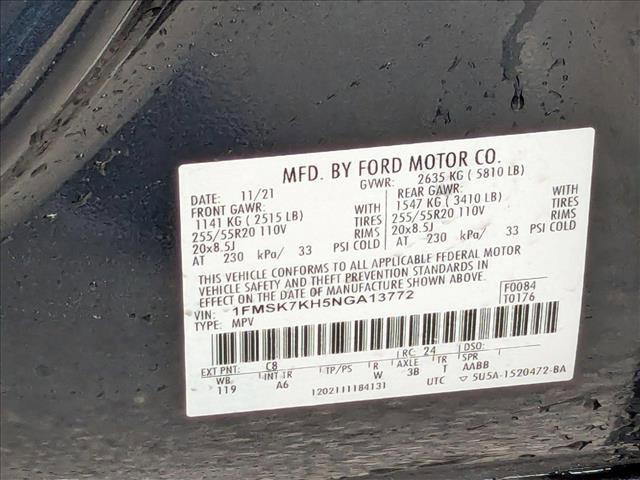 MFD. BY FORD MOTOR CO.
DATE: 11/21 GVWR: 2635 KG ( 5810 LB)
FRONT GAWR: WITH REAR GAWR: WITH
1141 KG ( 2515 LB) TIRES 1547 KG ( 3410 LB) TIRES
255/55R20 110V RIMS 255/55R20 110V RIMS
20x8.5J 20x8.5J
AT 230 kPa/ 33 PSI COLD AT 230 kPa/ 33 PSI COLD
THIS VEHICLE CONFORMS TO ALL APPLICABLE FEDERAL MOTOR
VEHICLE SAFETY AND THEFT PREVENTION STANDARDS IN
EFFECT ON THE DATE OF MANUFACTURE SHOWN ABOVE.
VIN: 1FMSK7KH5NGA13772 F0084
TYPE: MPV T0176
EXT PNT: C8 RC: 24 DSO:
WB INT TR TP/PS R AXLE TR SPR
119 A6 W 3B T AABB
1202111184131 UTC 5U5A-1520472-BA